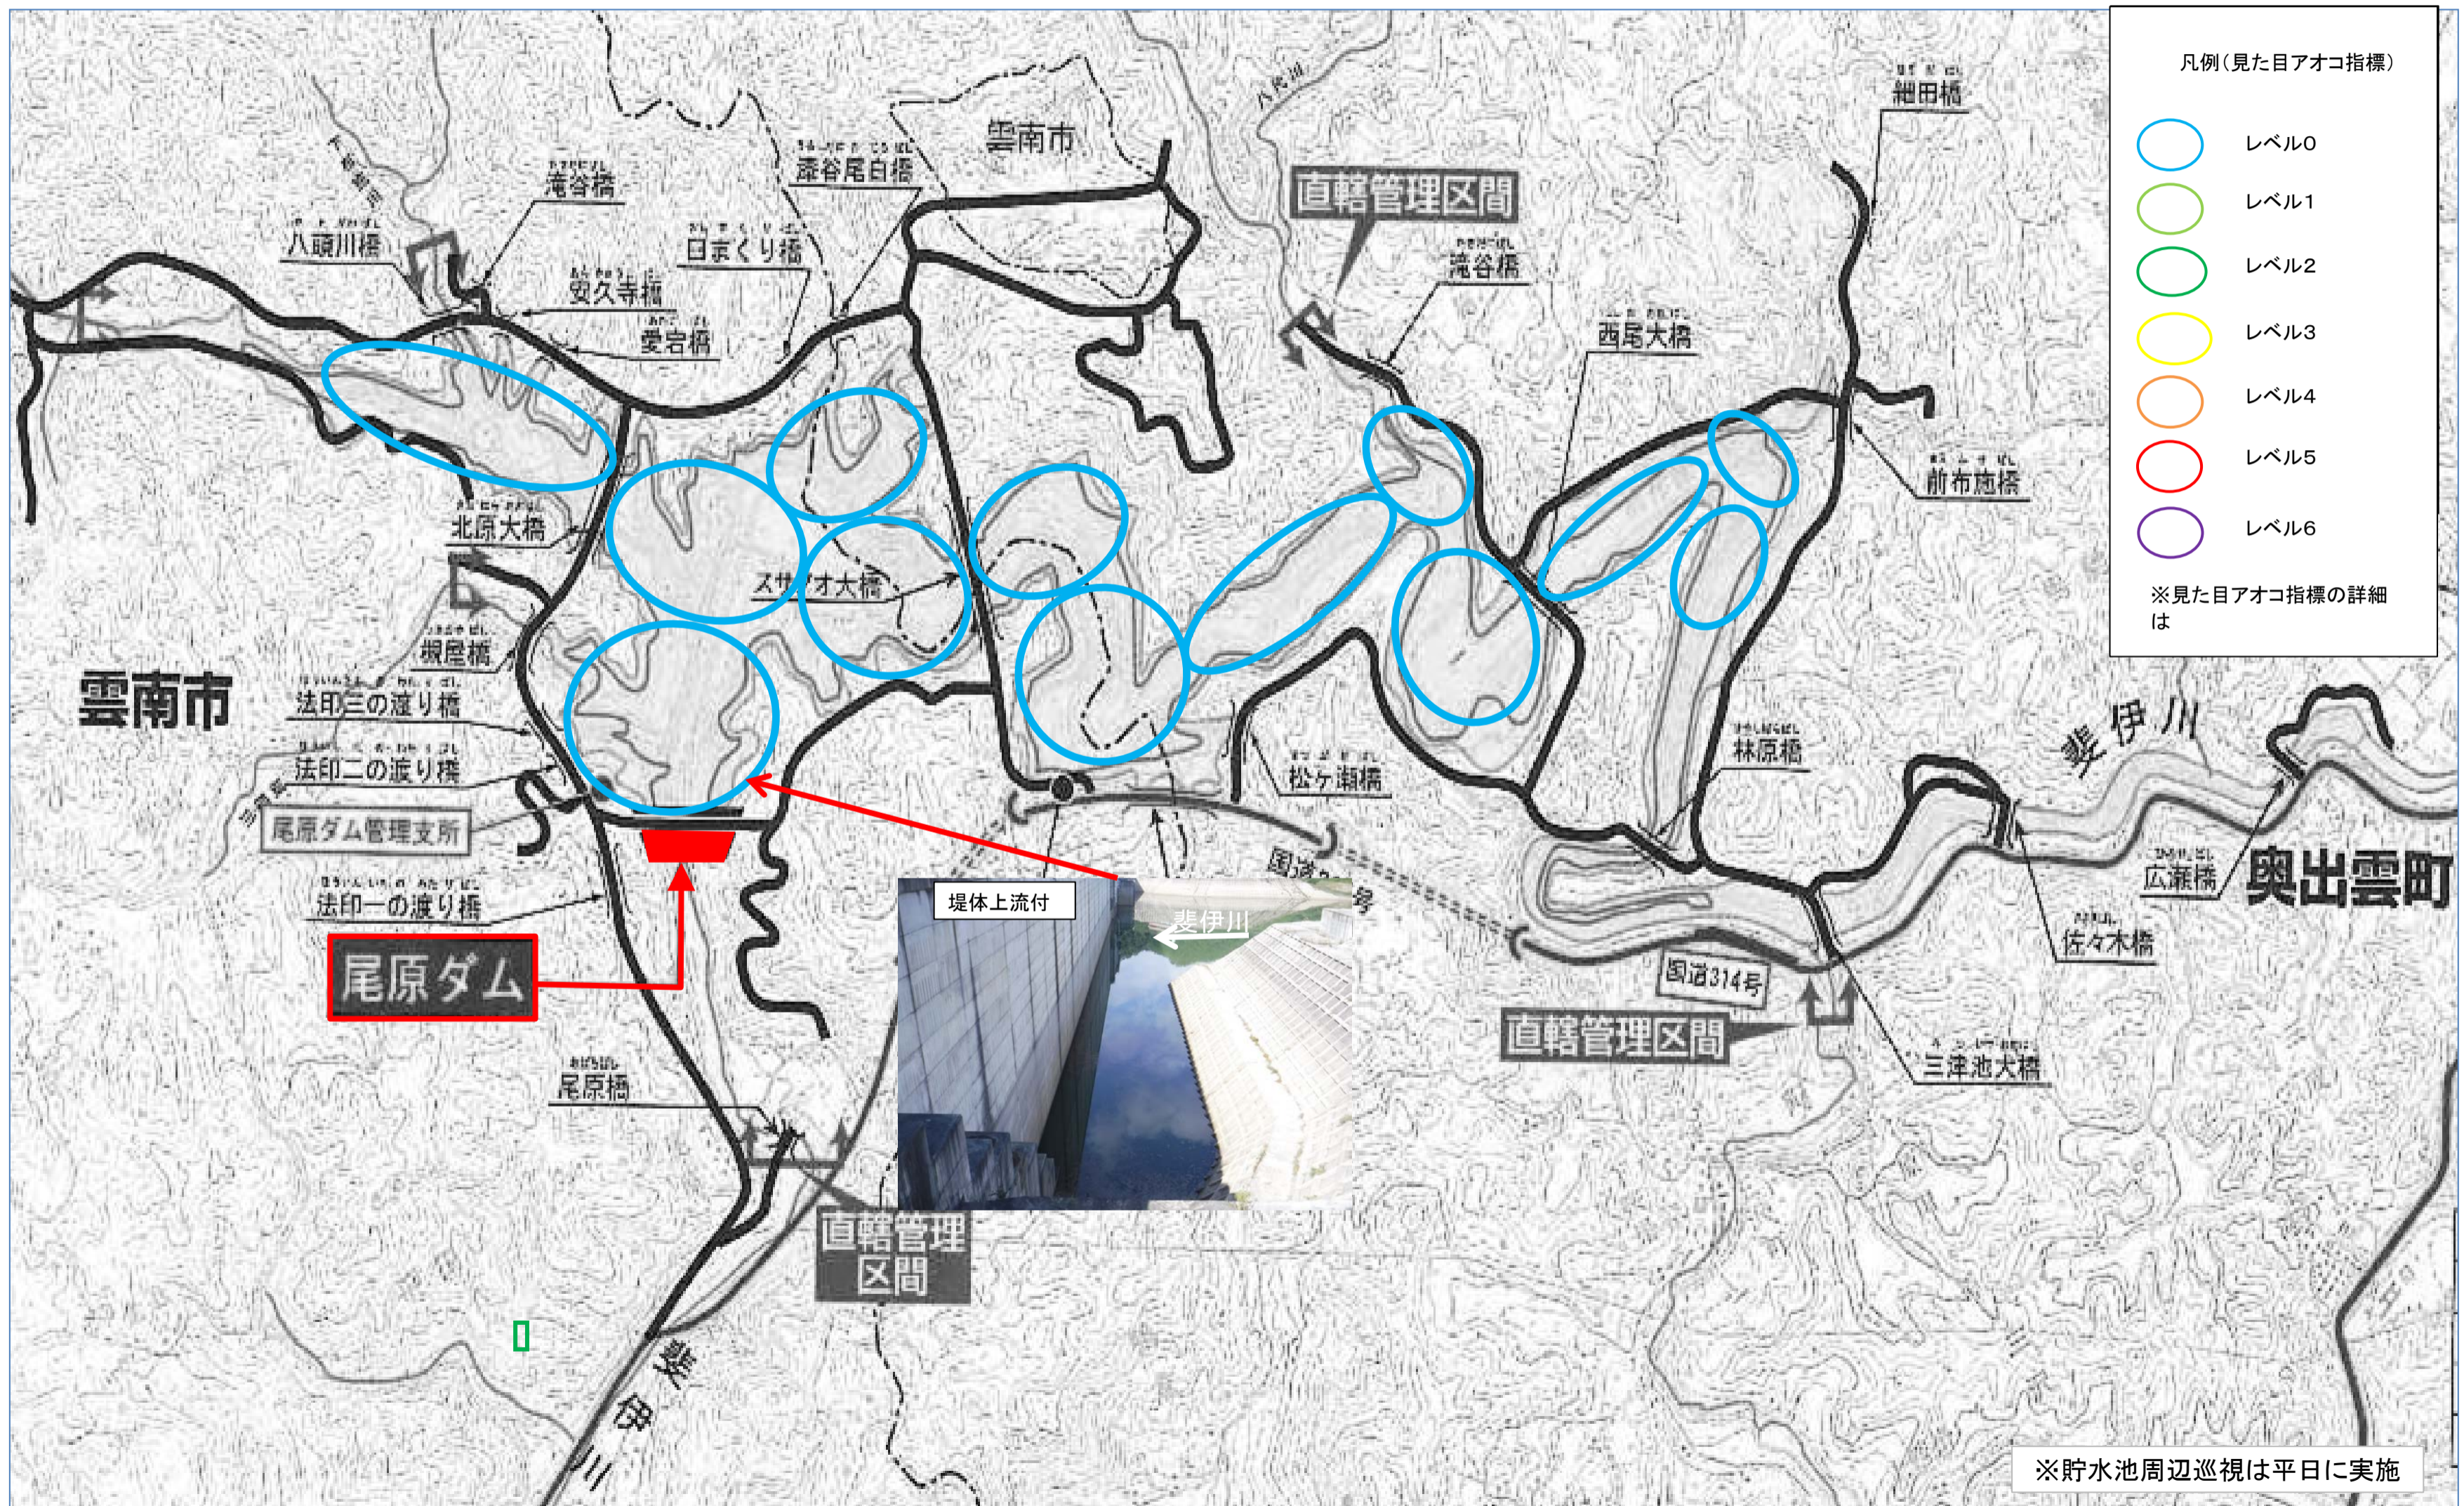 凡例(見た目アオコ指標)
レベル0
レベル1
レベル2
レベル3
レベル4
レベル5
レベル6
※見た目アオコ指標の詳細
は
細田橋
雲南市
滝谷橋
八頭川橋
安久寺橋
愛宕橋
日まくり橋
八代川
直轄管理区間
滝谷橋
西尾大橋
前布施橋
北原大橋
スサノオ大橋
槻屋橋
雲南市
法印三の渡り橋
法印二の渡り橋
尾原ダム管理支所
法印一の渡り橋
尾原ダム
松ヶ瀬橋
林原橋
斐伊川
広瀬橋
奥出雲町
佐々木橋
国道314号
直轄管理区間
三津池大橋
堤体上流付
斐伊川
尾原橋
直轄管理
区間
斐伊川
※貯水池周辺巡視は平日に実施